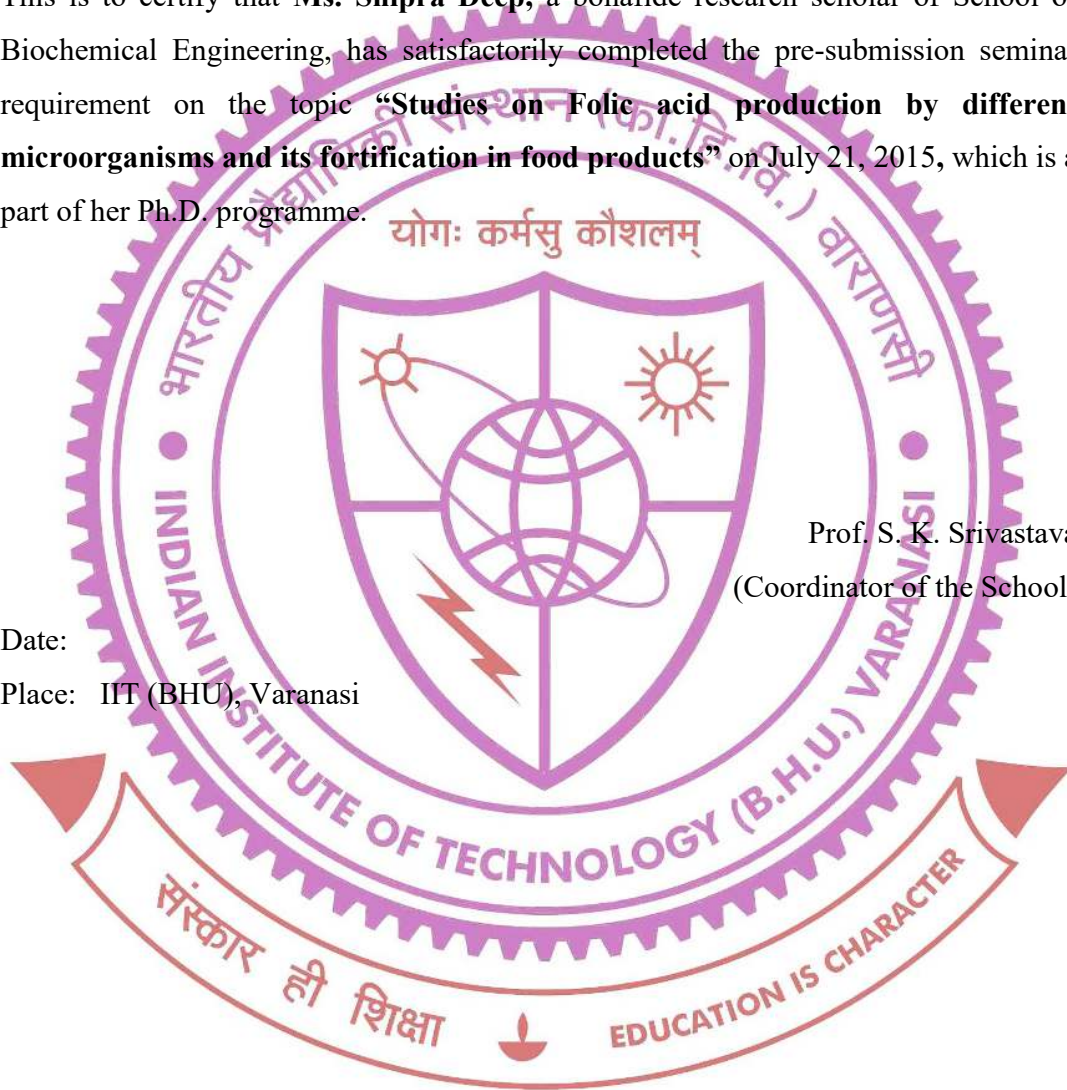 This is to certify that Ms. Shipra Deep, a bonafide research scholar of School o
Biochemical Engineering, has satisfactorily completed the pre-submission semina
requirement on the topic “Studies on Folic acid production by differen
microorganisms and its fortification in food products” on July 21, 2015, which is a
part of her Ph.D. programme.
भारतीय प्रौद्योगिकी संस्थान (का.हि.वि.) वाराणसी
योगः कर्मसु कौशलम्
Prof. S. K. Srivastava
(Coordinator of the School
Date:
Place: IIT (BHU), Varanasi
INDIAN INSTITUTE OF TECHNOLOGY (B.H.U.) VARANASI
संस्कार ही शिक्षा
EDUCATION IS CHARACTER